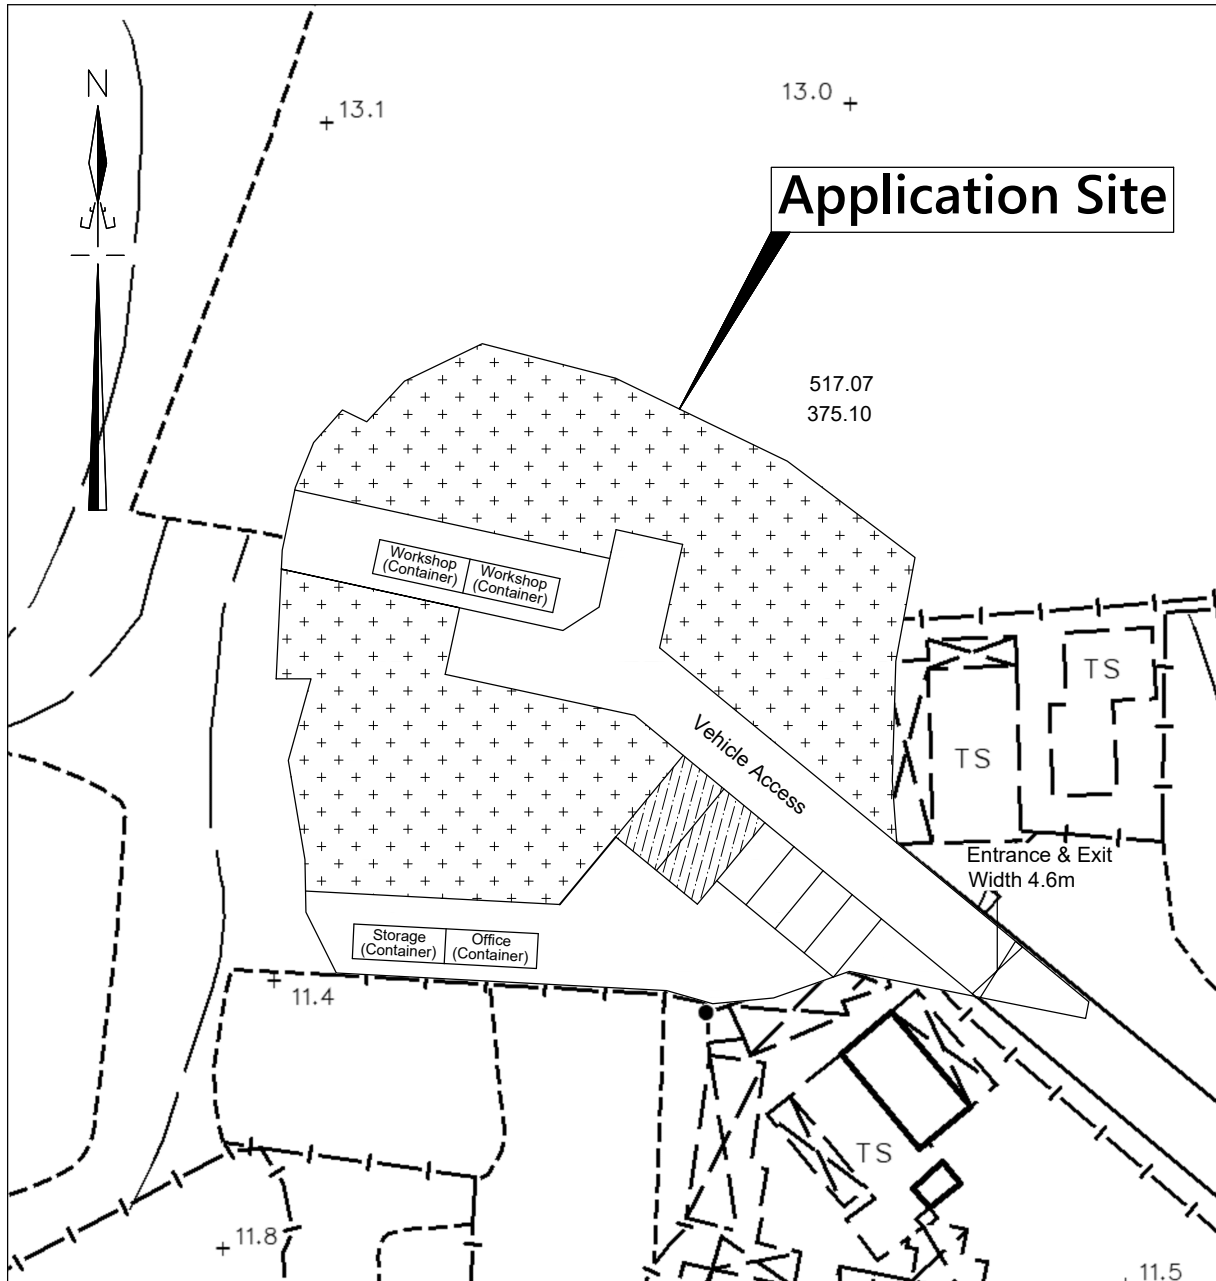 N
13.1
13.0
Application Site
517.07
375.10
Workshop
(Container)
Workshop
(Container)
TS
TS
Vehicle Access
Entrance & Exit
Width 4.6m
Storage
(Container)
Office
(Container)
11.4
TS
11.8
11.5